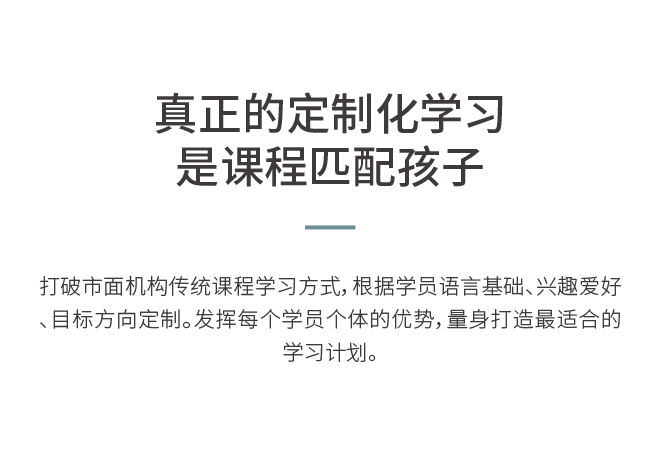 真正的定制化学习
是课程匹配孩子
打破市面机构传统课程学习方式，根据学员语言基础、兴趣爱好
、目标方向定制。发挥每个学员个体的优势，量身打造最适合的
学习计划。